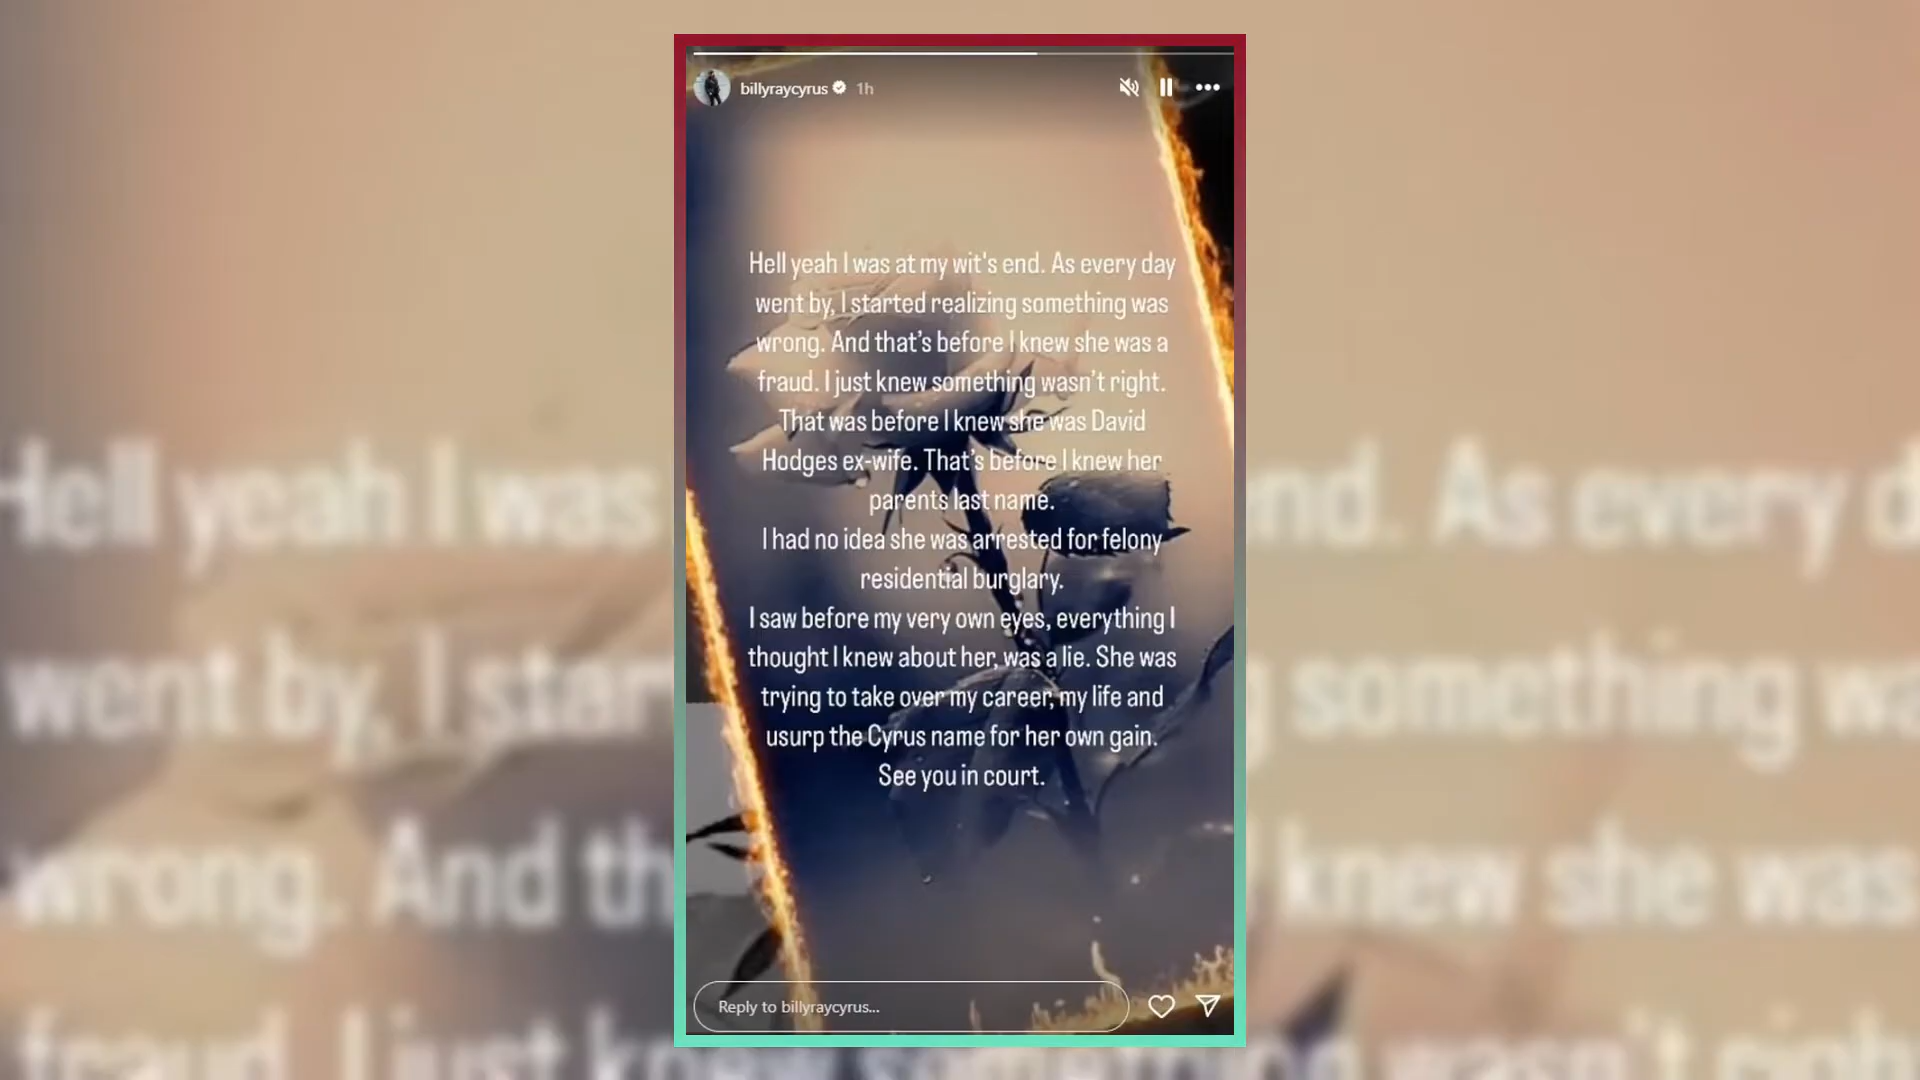 billyraycyrus 1h
Hell yeah I was at my wit's end. As every day
went by, I started realizing something was
wrong. And that’s before I knew she was a
fraud. I just knew something wasn’t right.
That was before I knew she was David
Hodges ex-wife. That’s before I knew her
parents last name.
I had no idea she was arrested for felony
residential burglary.
I saw before my very own eyes, everything I
thought I knew about her, was a lie. She was
trying to take over my career, my life and
usurp the Cyrus name for her own gain.
See you in court.
Reply to billyraycyrus...